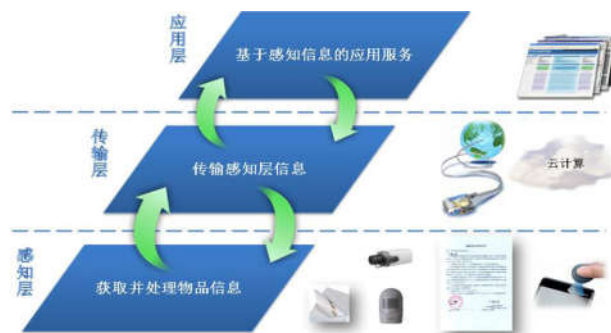 应用层
基于感知信息的应用服务
传输层
传输感知层信息
云计算
感知层
获取并处理物品信息